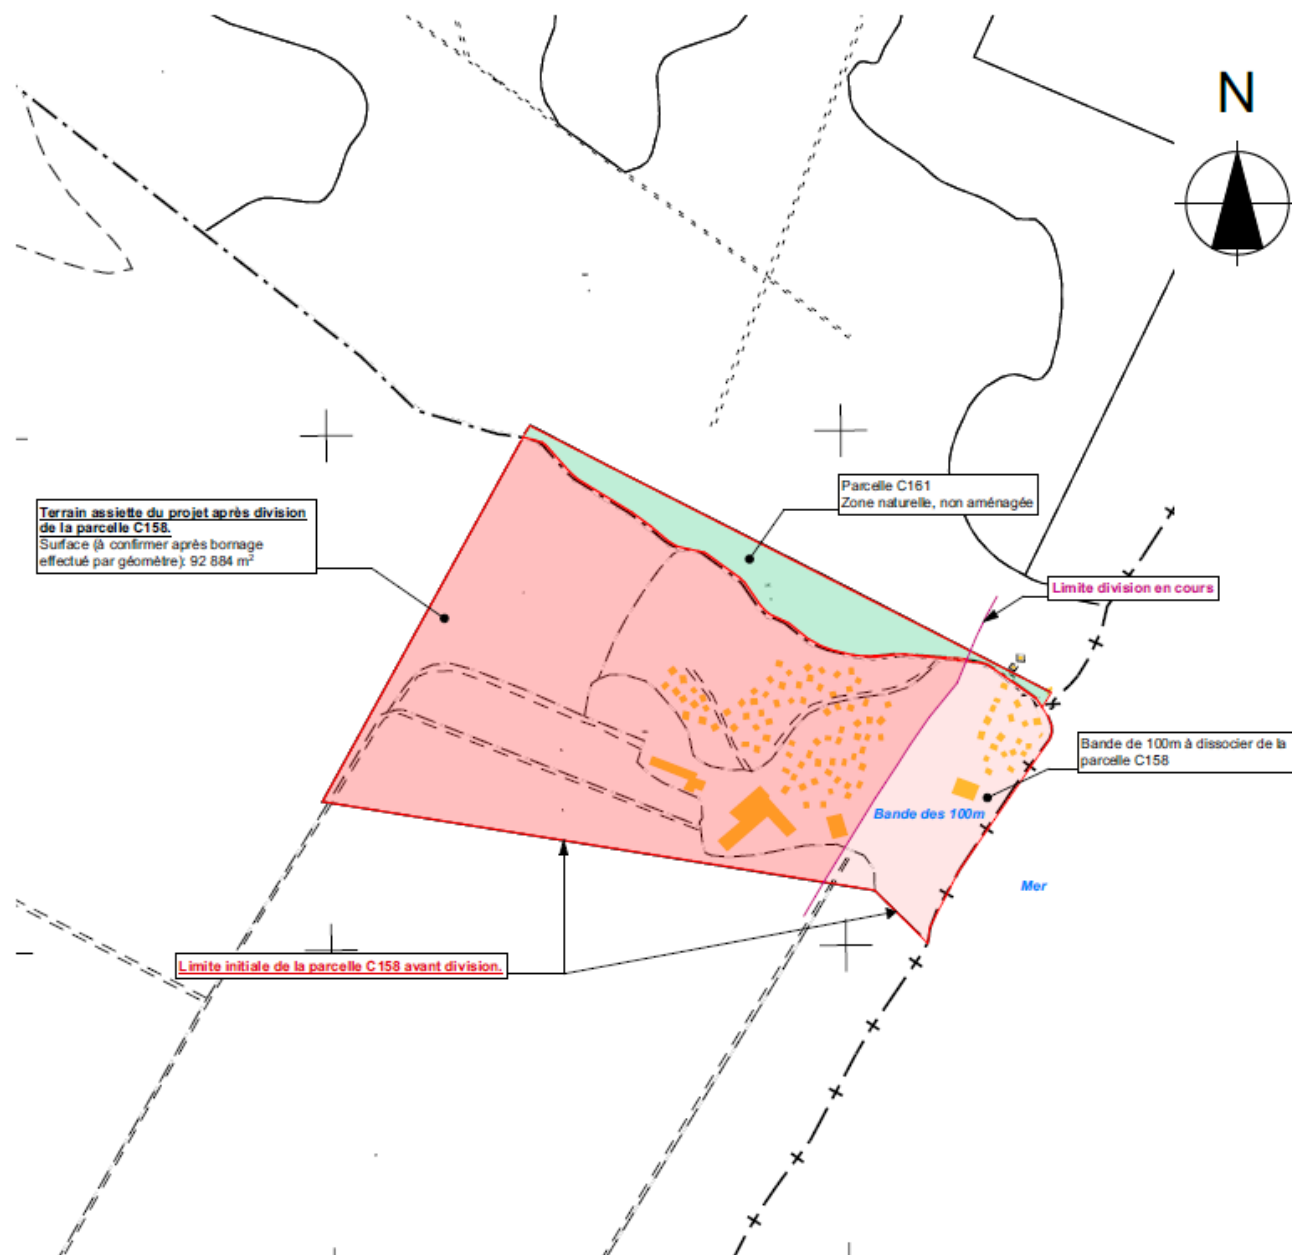 N
Parcelle C161
Zone naturelle, non aménagée
Terrain assiette du projet après division
de la parcelle C158.
Surface (à confirmer après bornage
effectué par géomètre): 92 884 m²
Limite division en cours
Bande de 100m à dissocier de la
parcelle C158
Bande des 100m
Mer
Limite initiale de la parcelle C158 avant division.